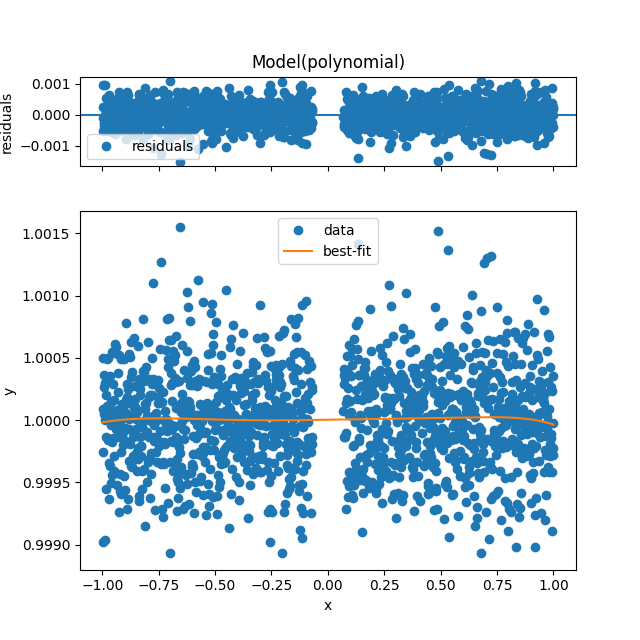 Model(polynomial)
0.001
0.000
−0.001
residuals
residuals
data
best-fit
1.0015
1.0010
1.0005
1.0000
0.9995
0.9990
y
−1.00 −0.75 −0.50 −0.25 0.00 0.25 0.50 0.75 1.00
x